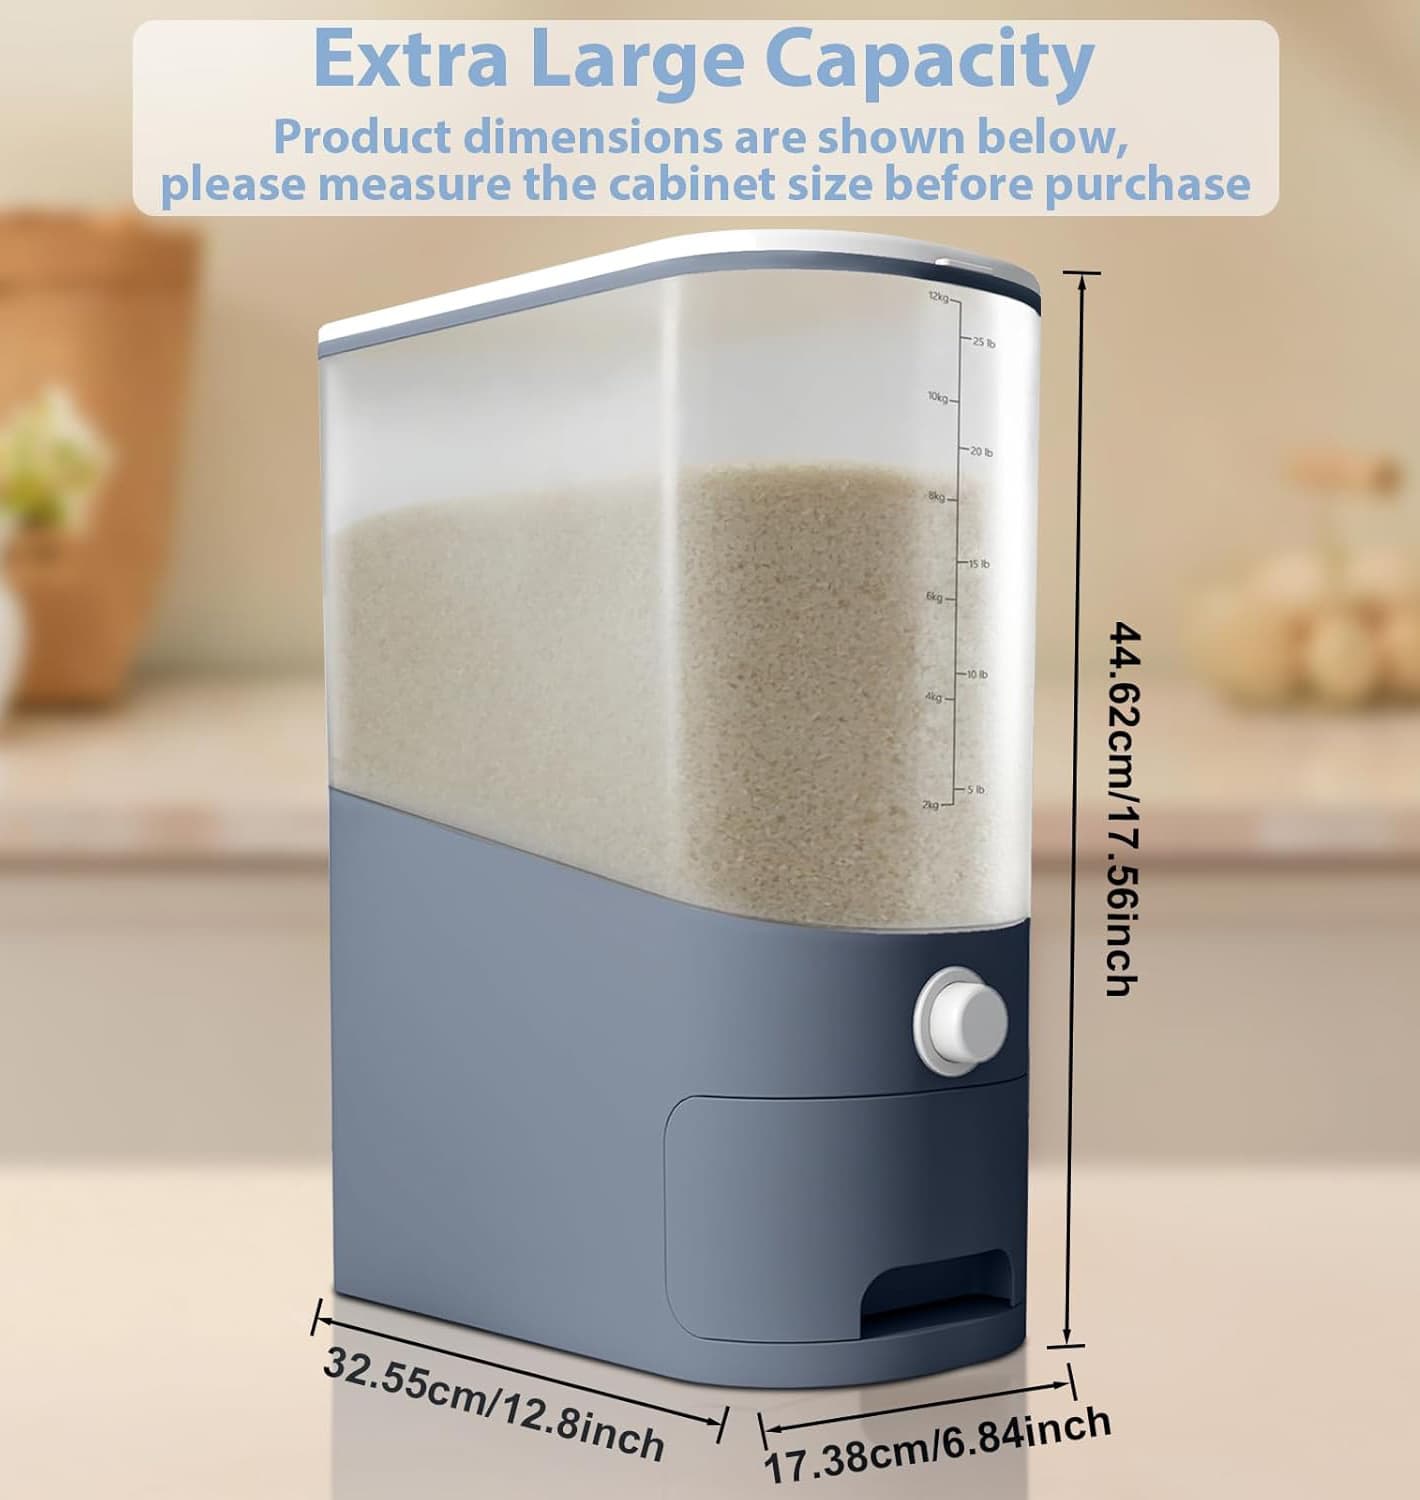 Extra Large Capacity
Product dimensions are shown below,
please measure the cabinet size before purchase
12kg
25 lb
10kg
20 lb
8kg
15 lb
6kg
10 lb
4kg
5 lb
2kg
44.62cm/17.56inch
32.55cm/12.8inch
17.38cm/6.84inch